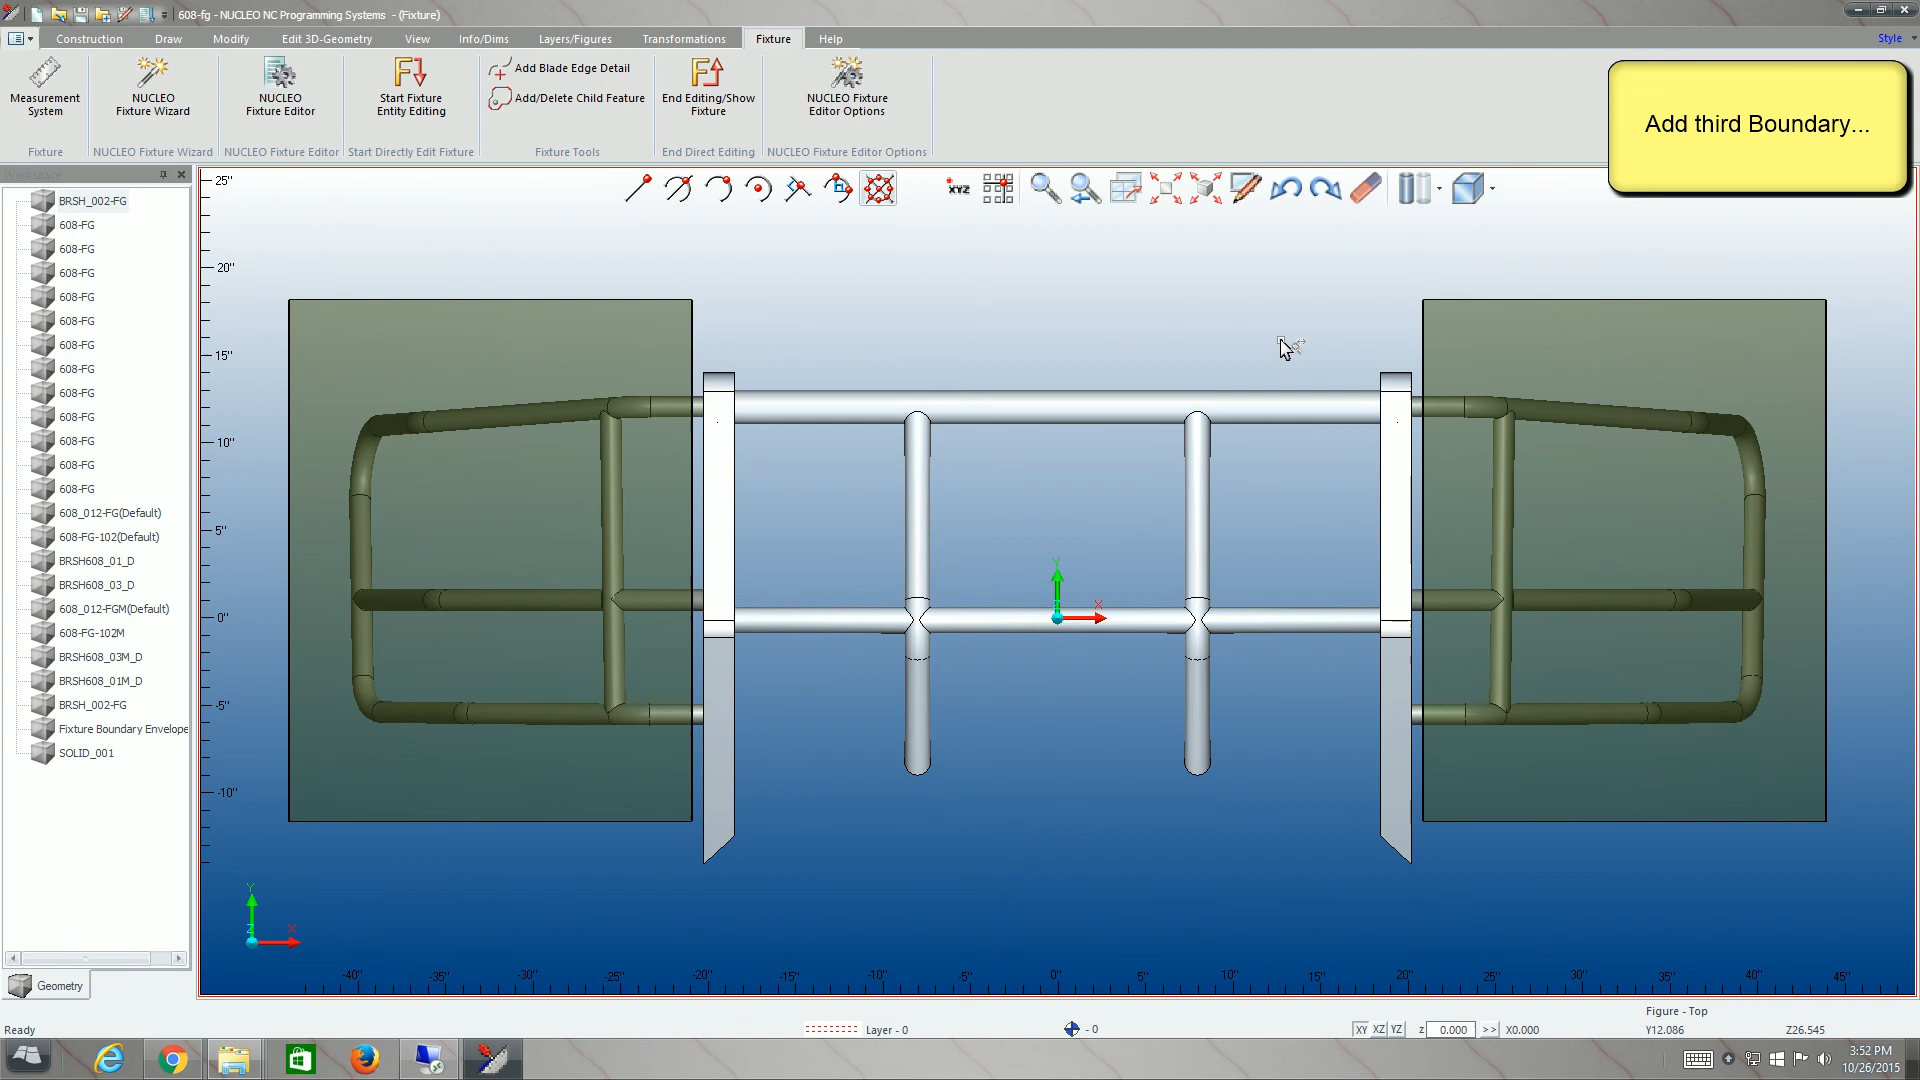 608-fg - NUCLEO NC Programming Systems - (Fixture)
Construction Draw Modify Edit 3D-Geometry View Info/Dims Layers/Figures Transformations Fixture Help
Style
Measurement System
Fixture
NUCLEO Fixture Wizard
NUCLEO Fixture Wizard
NUCLEO Fixture Editor
NUCLEO Fixture Editor
Start Fixture Entity Editing
Start Directly Edit Fixture
Add Blade Edge Detail
Add/Delete Child Feature
Fixture Tools
End Editing/Show Fixture
End Direct Editing
NUCLEO Fixture Editor Options
NUCLEO Fixture Editor Options
Add third Boundary...
Workspace
BRSH_002-FG
608-FG
608-FG
608-FG
608-FG
608-FG
608-FG
608-FG
608-FG
608-FG
608-FG
608-FG
608-FG
608_012-FG(Default)
608-FG-102(Default)
BRSH608_01_D
BRSH608_03_D
608_012-FGM(Default)
608-FG-102M
BRSH608_03M_D
BRSH608_01M_D
BRSH_002-FG
Fixture Boundary Envelope
SOLID_001
Geometry
XYZ
25"
20"
15"
10"
5"
0"
-5"
-10"
Y
X
Y
Z
X
-40" -35" -30" -25" -20" -15" -10" -5" 0" 5" 10" 15" 20" 25" 30" 35" 40" 45"
Figure - Top
Ready
Layer - 0
- 0
XY XZ YZ z 0.000 >> X0.000 Y12.086 Z26.545
3:52 PM
10/26/2015